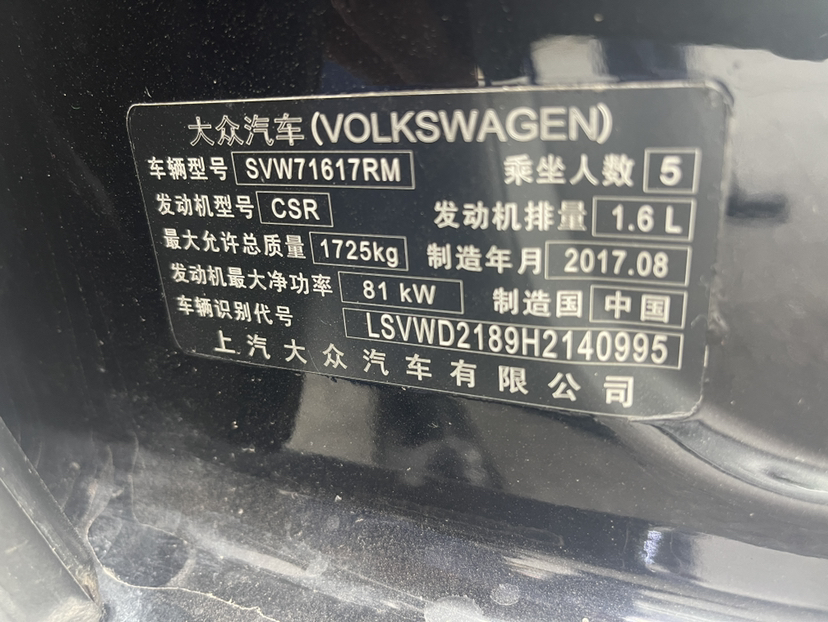 大众汽车(VOLKSWAGEN)
车辆型号 SVW71617RM 乘坐人数 5
发动机型号 CSR 发动机排量 1.6 L
最大允许总质量 1725kg 制造年月 2017.08
发动机最大净功率 81 kW 制造国 中国
车辆识别代号 LSVWD2189H2140995
上汽大众汽车有限公司